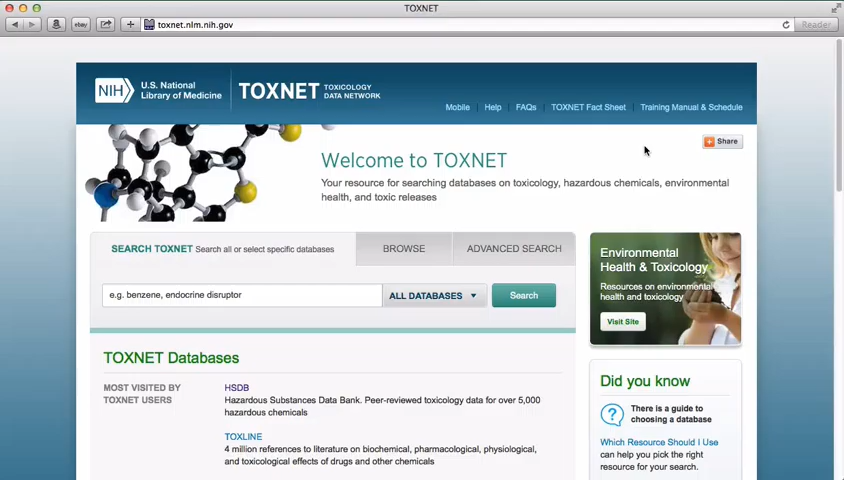 TOXNET
ebay
toxnet.nlm.nih.gov
Reader
NIH
U.S. National
Library of Medicine
TOXNET
TOXICOLOGY
DATA NETWORK
Mobile
Help
FAQs
TOXNET Fact Sheet
Training Manual & Schedule
Share
Welcome to TOXNET
Your resource for searching databases on toxicology, hazardous chemicals, environmental
health, and toxic releases
SEARCH TOXNET Search all or select specific databases
BROWSE
ADVANCED SEARCH
e.g. benzene, endocrine disruptor
ALL DATABASES
Search
Environmental
Health & Toxicology
Resources on environmental
health and toxicology
Visit Site
TOXNET Databases
MOST VISITED BY
TOXNET USERS
HSDB
Hazardous Substances Data Bank. Peer-reviewed toxicology data for over 5,000
hazardous chemicals
TOXLINE
4 million references to literature on biochemical, pharmacological, physiological,
and toxicological effects of drugs and other chemicals
Did you know
There is a guide to
choosing a database
Which Resource Should I Use
can help you pick the right
resource for your search.